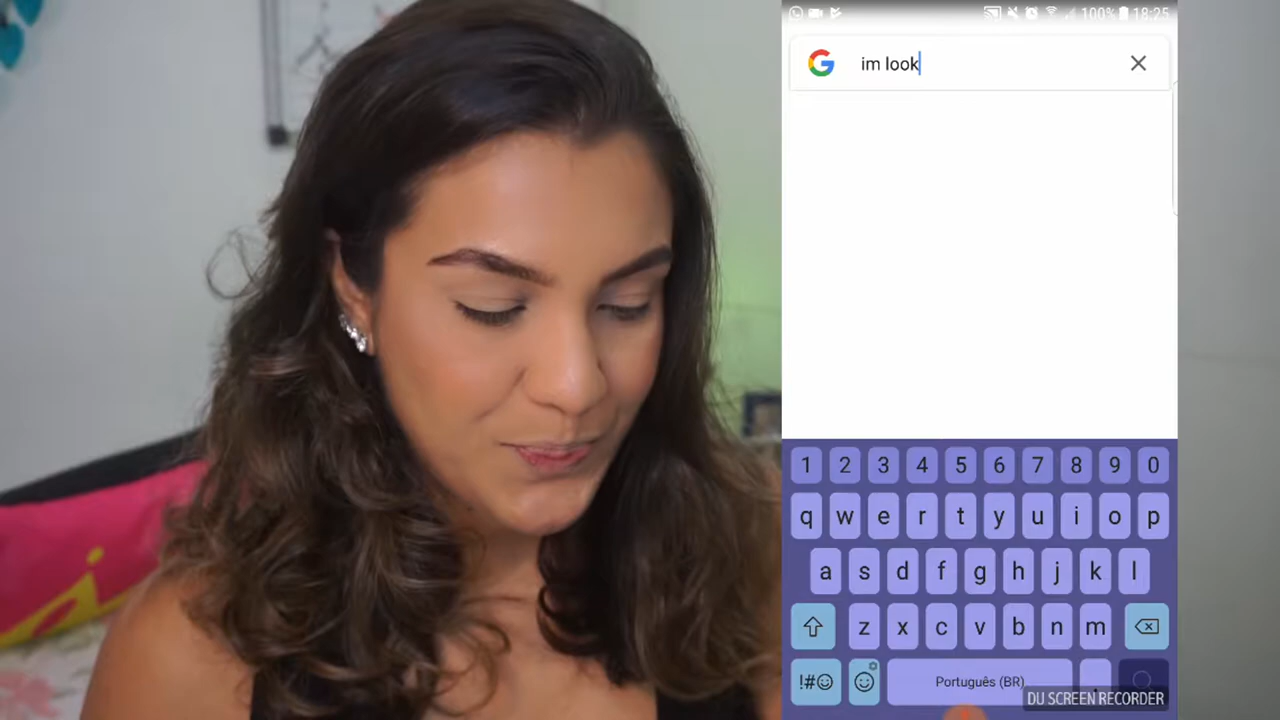 100% 18:25
G im look
1 2 3 4 5 6 7 8 9 0
q w e r t y u i o p
a s d f g h j k l
z x c v b n m
!#☺ Português (BR) .
DU SCREEN RECORDER